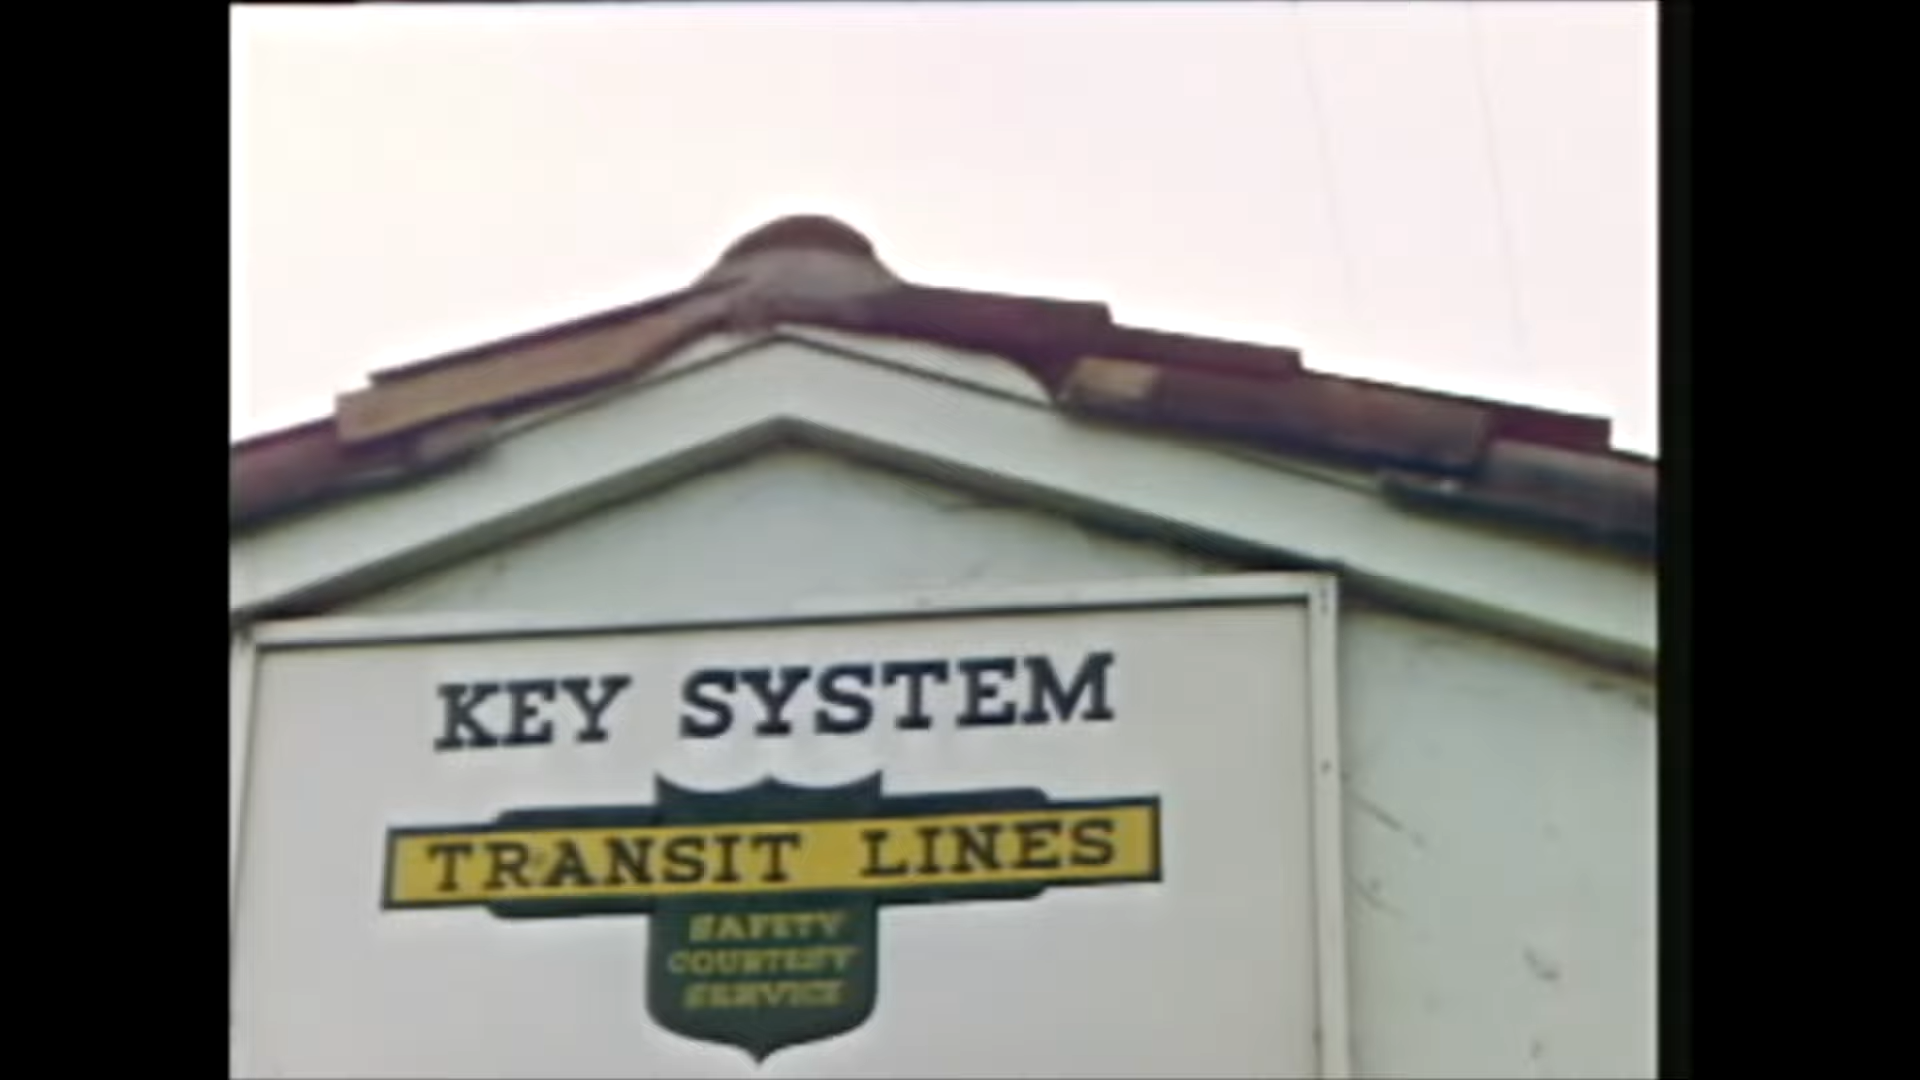 KEY SYSTEM
TRANSIT LINES
SAFETY
COURTESY
SERVICE